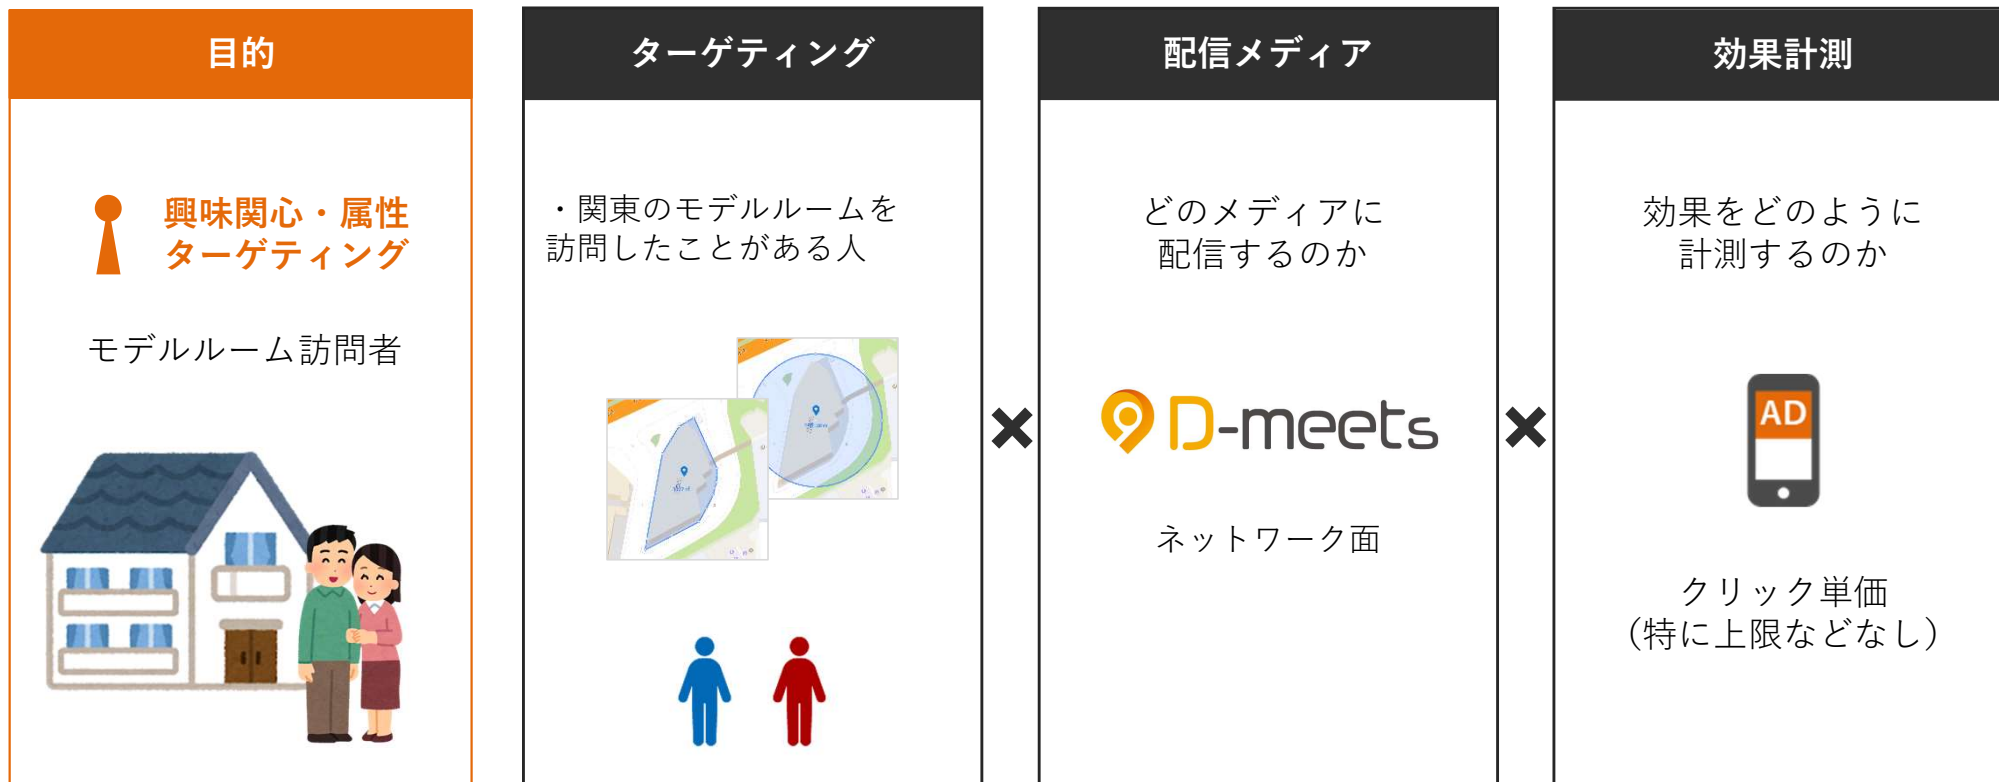 目的
興味関心・属性
ターゲティング
モデルルーム訪問者
ターゲティング
・関東のモデルルームを
訪問したことがある人
配信メディア
どのメディアに
配信するのか
D-meets
ネットワーク面
効果計測
効果をどのように
計測するのか
AD
クリック単価
（特に上限などなし）